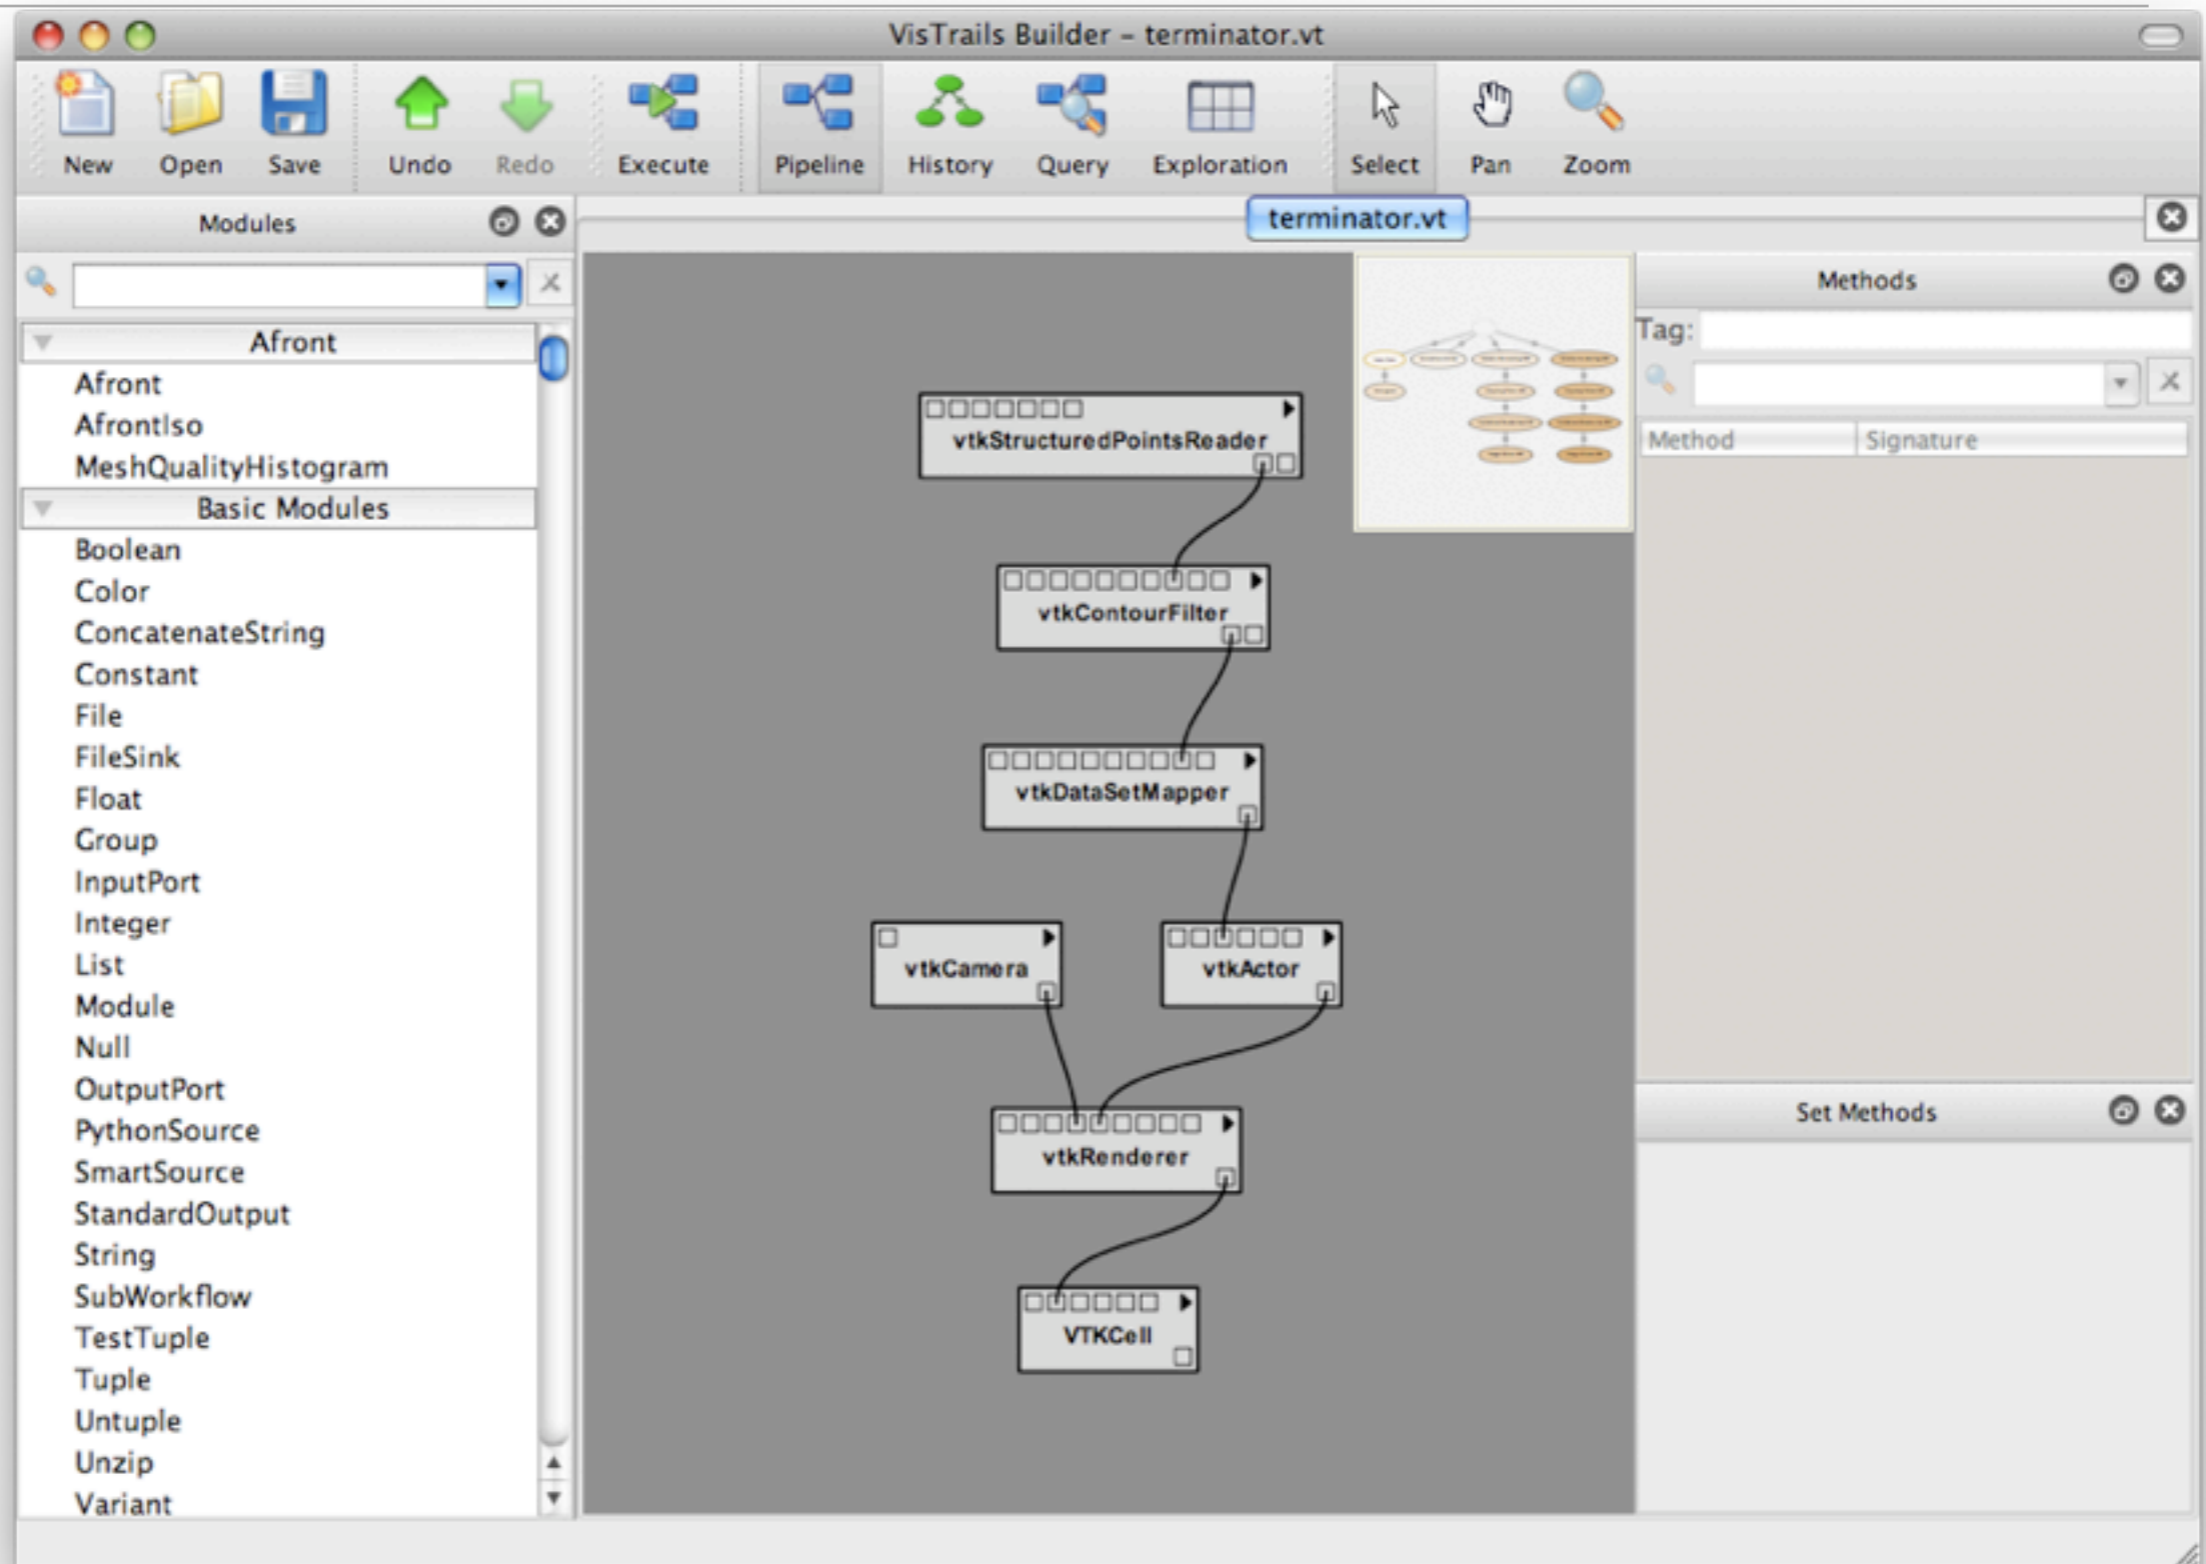 VisTrails Builder – terminator.vt
New Open Save Undo Redo Execute Pipeline History Query Exploration Select Pan Zoom
Modules
terminator.vt
Afront
Afront
AfrontIso
MeshQualityHistogram
Basic Modules
Boolean
Color
ConcatenateString
Constant
File
FileSink
Float
Group
InputPort
Integer
List
Module
Null
OutputPort
PythonSource
SmartSource
StandardOutput
String
SubWorkflow
TestTuple
Tuple
Untuple
Unzip
Variant
vtkStructuredPointsReader
vtkContourFilter
vtkDataSetMapper
vtkCamera
vtkActor
vtkRenderer
VTKCell
Methods
Tag:
Method Signature
Set Methods